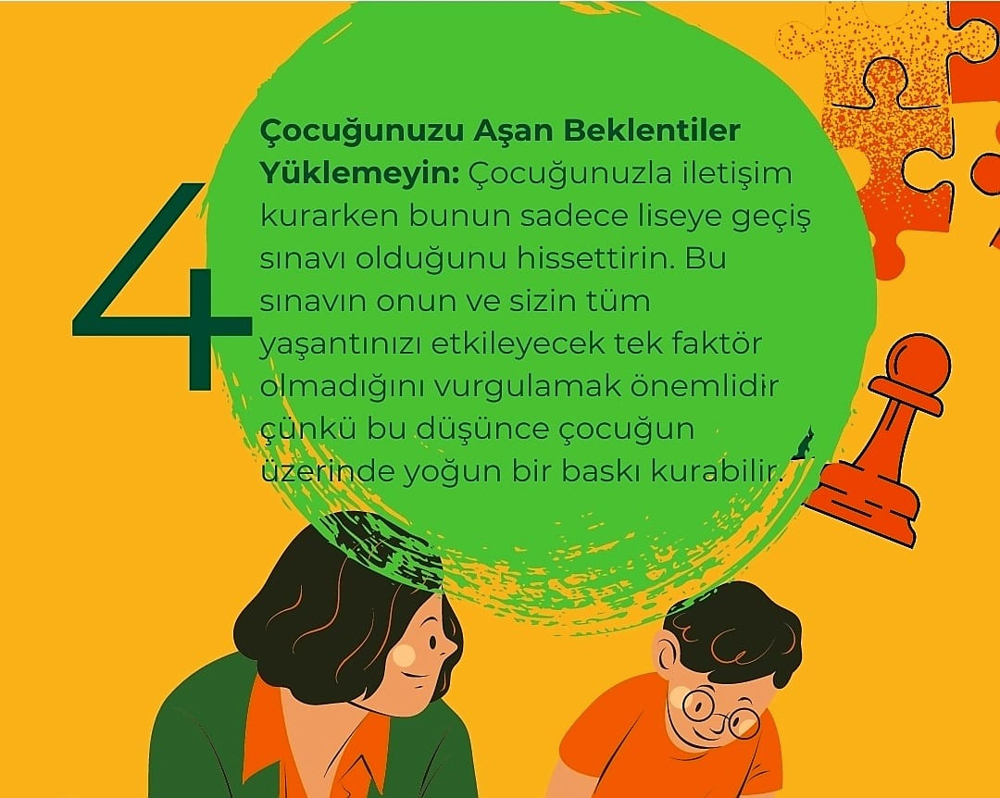 4
Çocuğunuzu Aşan Beklentiler
Yüklemeyin: Çocuğunuzla iletişim
kurarken bunun sadece liseye geçiş
sınavı olduğunu hissettirin. Bu
sınavın onun ve sizin tüm
yaşantınızı etkileyecek tek faktör
olmadığını vurgulamak önemlidir
çünkü bu düşünce çocuğun
üzerinde yoğun bir baskı kurabilir.